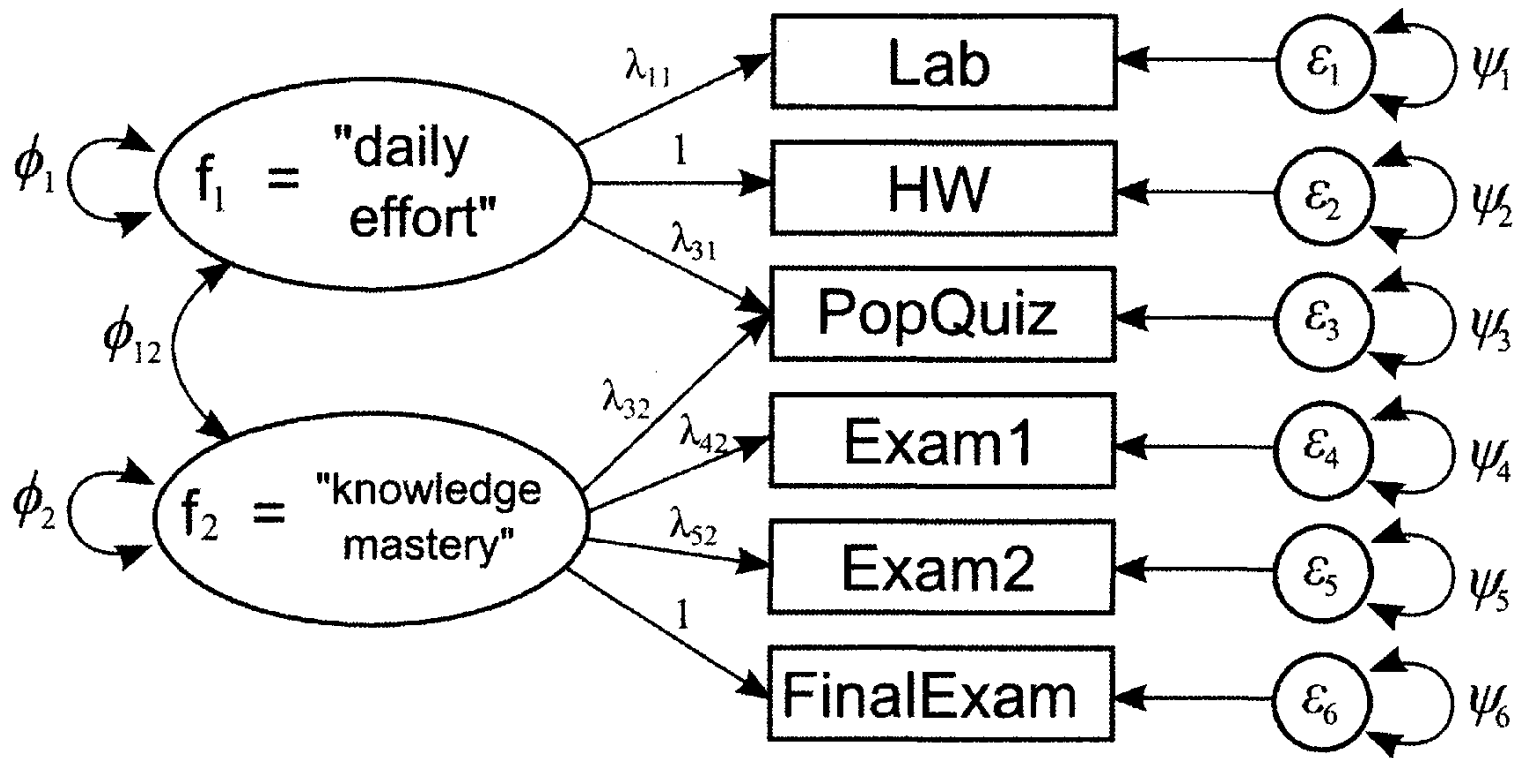 λ₁₁
Lab
ε₁
ψ₁
ϕ₁
f₁ = "daily
effort"
1
HW
ε₂
ψ₂
λ₃₁
PopQuiz
ε₃
ψ₃
ϕ₁₂
λ₃₂
λ₄₂
Exam1
ε₄
ψ₄
ϕ₂
f₂ = "knowledge
mastery"
λ₅₂
Exam2
ε₅
ψ₅
1
FinalExam
ε₆
ψ₆